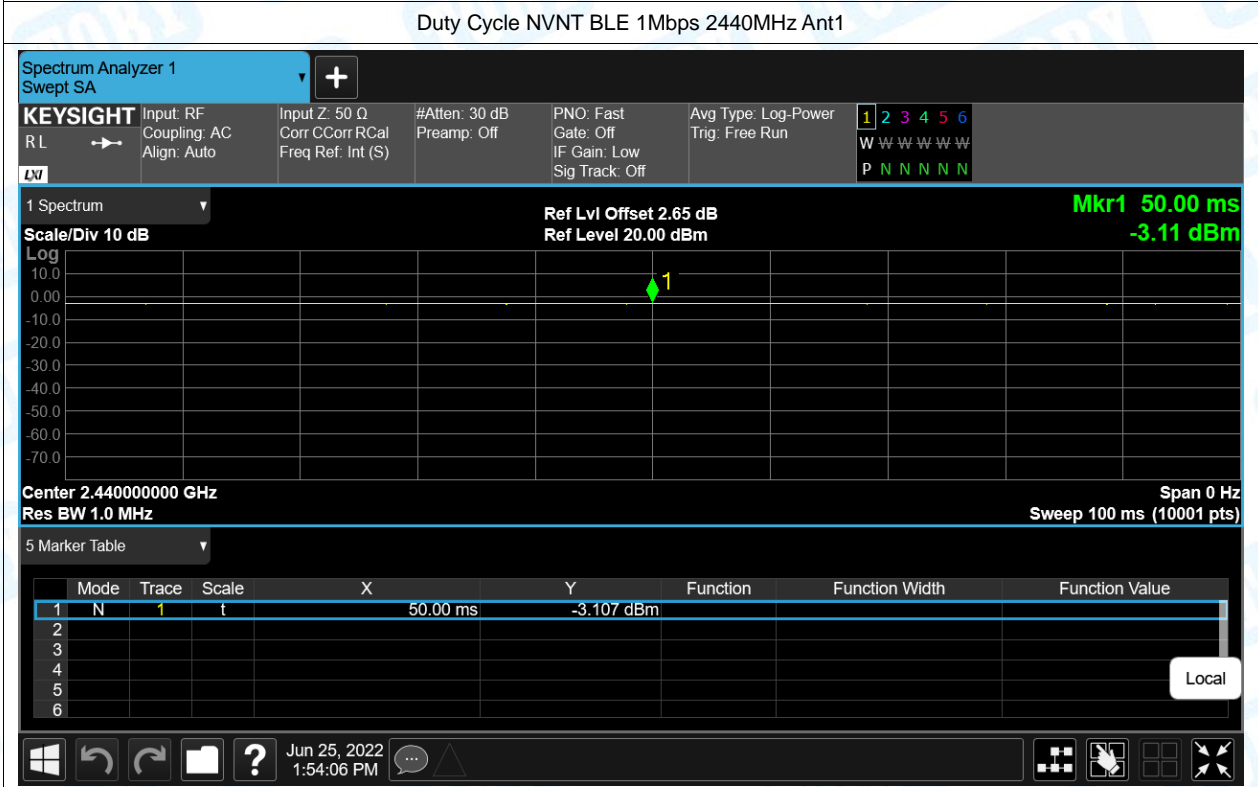 Duty Cycle NVNT BLE 1Mbps 2440MHz Ant1
Spectrum Analyzer 1
Swept SA
KEYSIGHT
RL
LXI
Input: RF
Coupling: AC
Align: Auto
Input Z: 50 Ω
Corr CCorr RCal
Freq Ref: Int (S)
#Atten: 30 dB
Preamp: Off
PNO: Fast
Gate: Off
IF Gain: Low
Sig Track: Off
Avg Type: Log-Power
Trig: Free Run
1 2 3 4 5 6
W W W W W W
P N N N N N
1 Spectrum
Scale/Div 10 dB
Ref Lvl Offset 2.65 dB
Ref Level 20.00 dBm
Mkr1 50.00 ms
-3.11 dBm
Log
10.0
0.00
-10.0
-20.0
-30.0
-40.0
-50.0
-60.0
-70.0
1
Center 2.440000000 GHz
Res BW 1.0 MHz
Span 0 Hz
Sweep 100 ms (10001 pts)
5 Marker Table
Mode Trace Scale X Y Function Function Width Function Value
1 N 1 t 50.00 ms -3.107 dBm
2
3
4
5
6
Local
?
Jun 25, 2022
1:54:06 PM